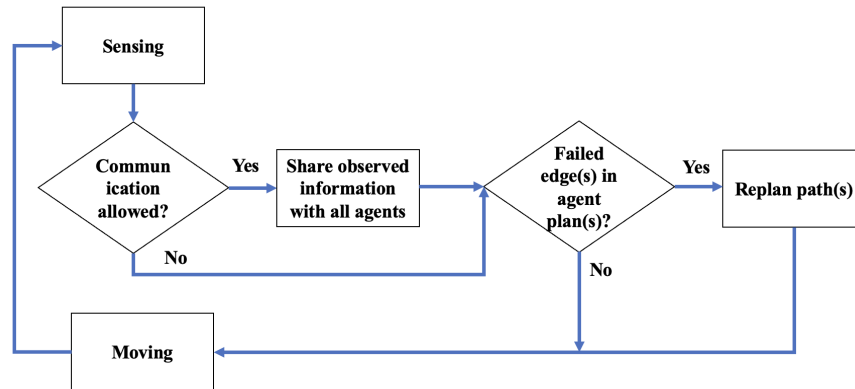 Sensing
Commun
ication
allowed?
Yes
Share observed
information
with all agents
No
Failed
edge(s) in
agent
plan(s)?
Yes
Replan path(s)
No
Moving